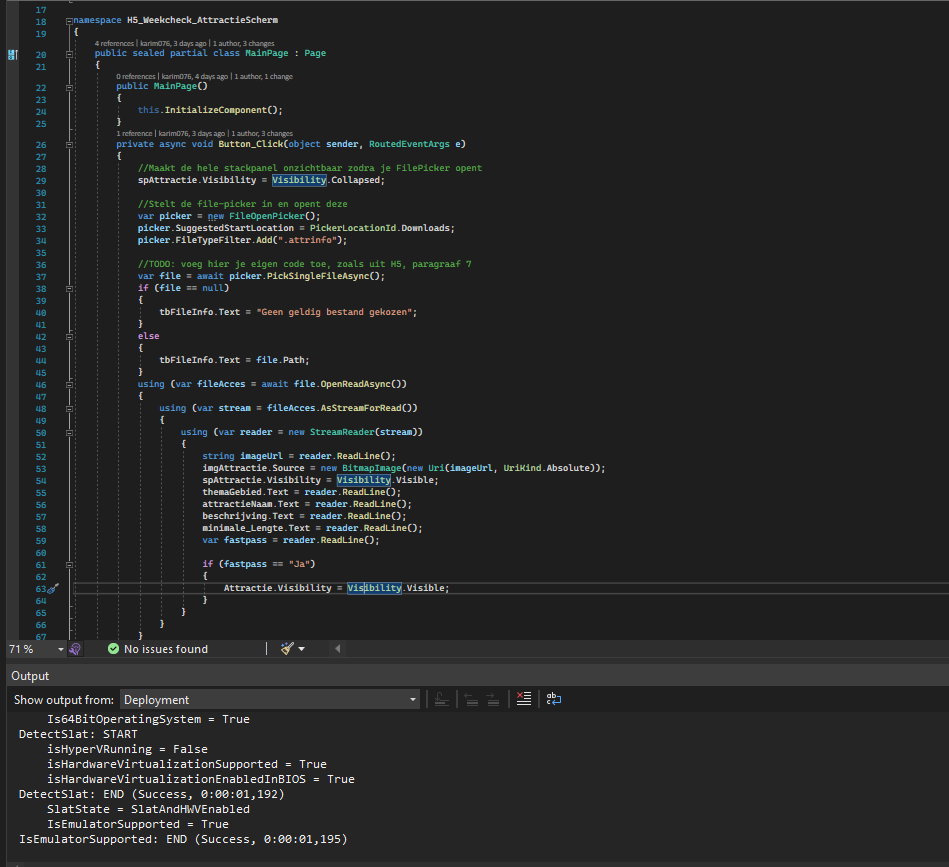 17
18 namespace H5_Weekcheck_AttractieScherm
19 {
4 references | karim076, 3 days ago | 1 author, 3 changes
20 public sealed partial class MainPage : Page
21 {
0 references | karim076, 4 days ago | 1 author, 1 change
22 public MainPage()
23 {
24 this.InitializeComponent();
25 }
1 reference | karim076, 3 days ago | 1 author, 3 changes
26 private async void Button_Click(object sender, RoutedEventArgs e)
27 {
28 //Maakt de hele stackpanel onzichtbaar zodra je FilePicker opent
29 spAttractie.Visibility = Visibility.Collapsed;
30
31 //Stelt de file-picker in en opent deze
32 var picker = new FileOpenPicker();
33 picker.SuggestedStartLocation = PickerLocationId.Downloads;
34 picker.FileTypeFilter.Add(".attrinfo");
35
36 //TODO: voeg hier je eigen code toe, zoals uit H5, paragraaf 7
37 var file = await picker.PickSingleFileAsync();
38 if (file == null)
39 {
40 tbFileInfo.Text = "Geen geldig bestand gekozen";
41 }
42 else
43 {
44 tbFileInfo.Text = file.Path;
45 }
46 using (var fileAcces = await file.OpenReadAsync())
47 {
48 using (var stream = fileAcces.AsStreamForRead())
49 {
50 using (var reader = new StreamReader(stream))
51 {
52 string imageUrl = reader.ReadLine();
53 imgAttractie.Source = new BitmapImage(new Uri(imageUrl, UriKind.Absolute));
54 spAttractie.Visibility = Visibility.Visible;
55 themaGebied.Text = reader.ReadLine();
56 attractieNaam.Text = reader.ReadLine();
57 beschrijving.Text = reader.ReadLine();
58 minimale_Lengte.Text = reader.ReadLine();
59 var fastpass = reader.ReadLine();
60
61 if (fastpass == "Ja")
62 {
63 Attractie.Visibility = Visibility.Visible;
64 }
65 }
66 }
67 }
71 % No issues found
Output
Show output from: Deployment
Is64BitOperatingSystem = True
DetectSlat: START
isHyperVRunning = False
isHardwareVirtualizationSupported = True
isHardwareVirtualizationEnabledInBIOS = True
DetectSlat: END (Success, 0:00:01,192)
SlatState = SlatAndHWVEnabled
IsEmulatorSupported = True
IsEmulatorSupported: END (Success, 0:00:01,195)